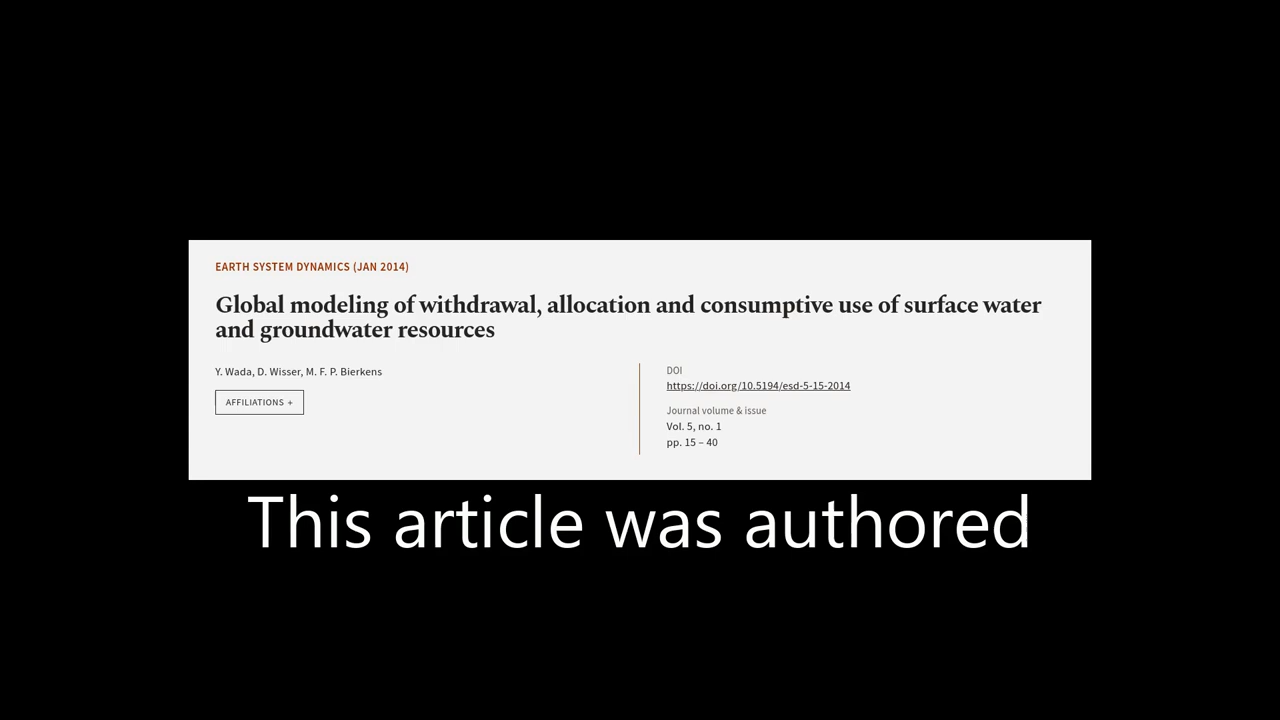 EARTH SYSTEM DYNAMICS (JAN 2014)
Global modeling of withdrawal, allocation and consumptive use of surface water
and groundwater resources
Y. Wada, D. Wisser, M. F. P. Bierkens
AFFILIATIONS +
DOI
https://doi.org/10.5194/esd-5-15-2014
Journal volume & issue
Vol. 5, no. 1
pp. 15 – 40
This article was authored